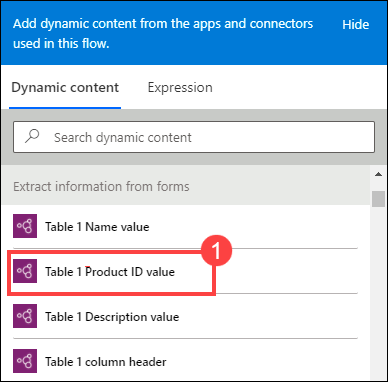 Add dynamic content from the apps and connectors Hide
used in this flow.
Dynamic content Expression
Search dynamic content
Extract information from forms
Table 1 Name value
1
Table 1 Product ID value
Table 1 Description value
Table 1 column header